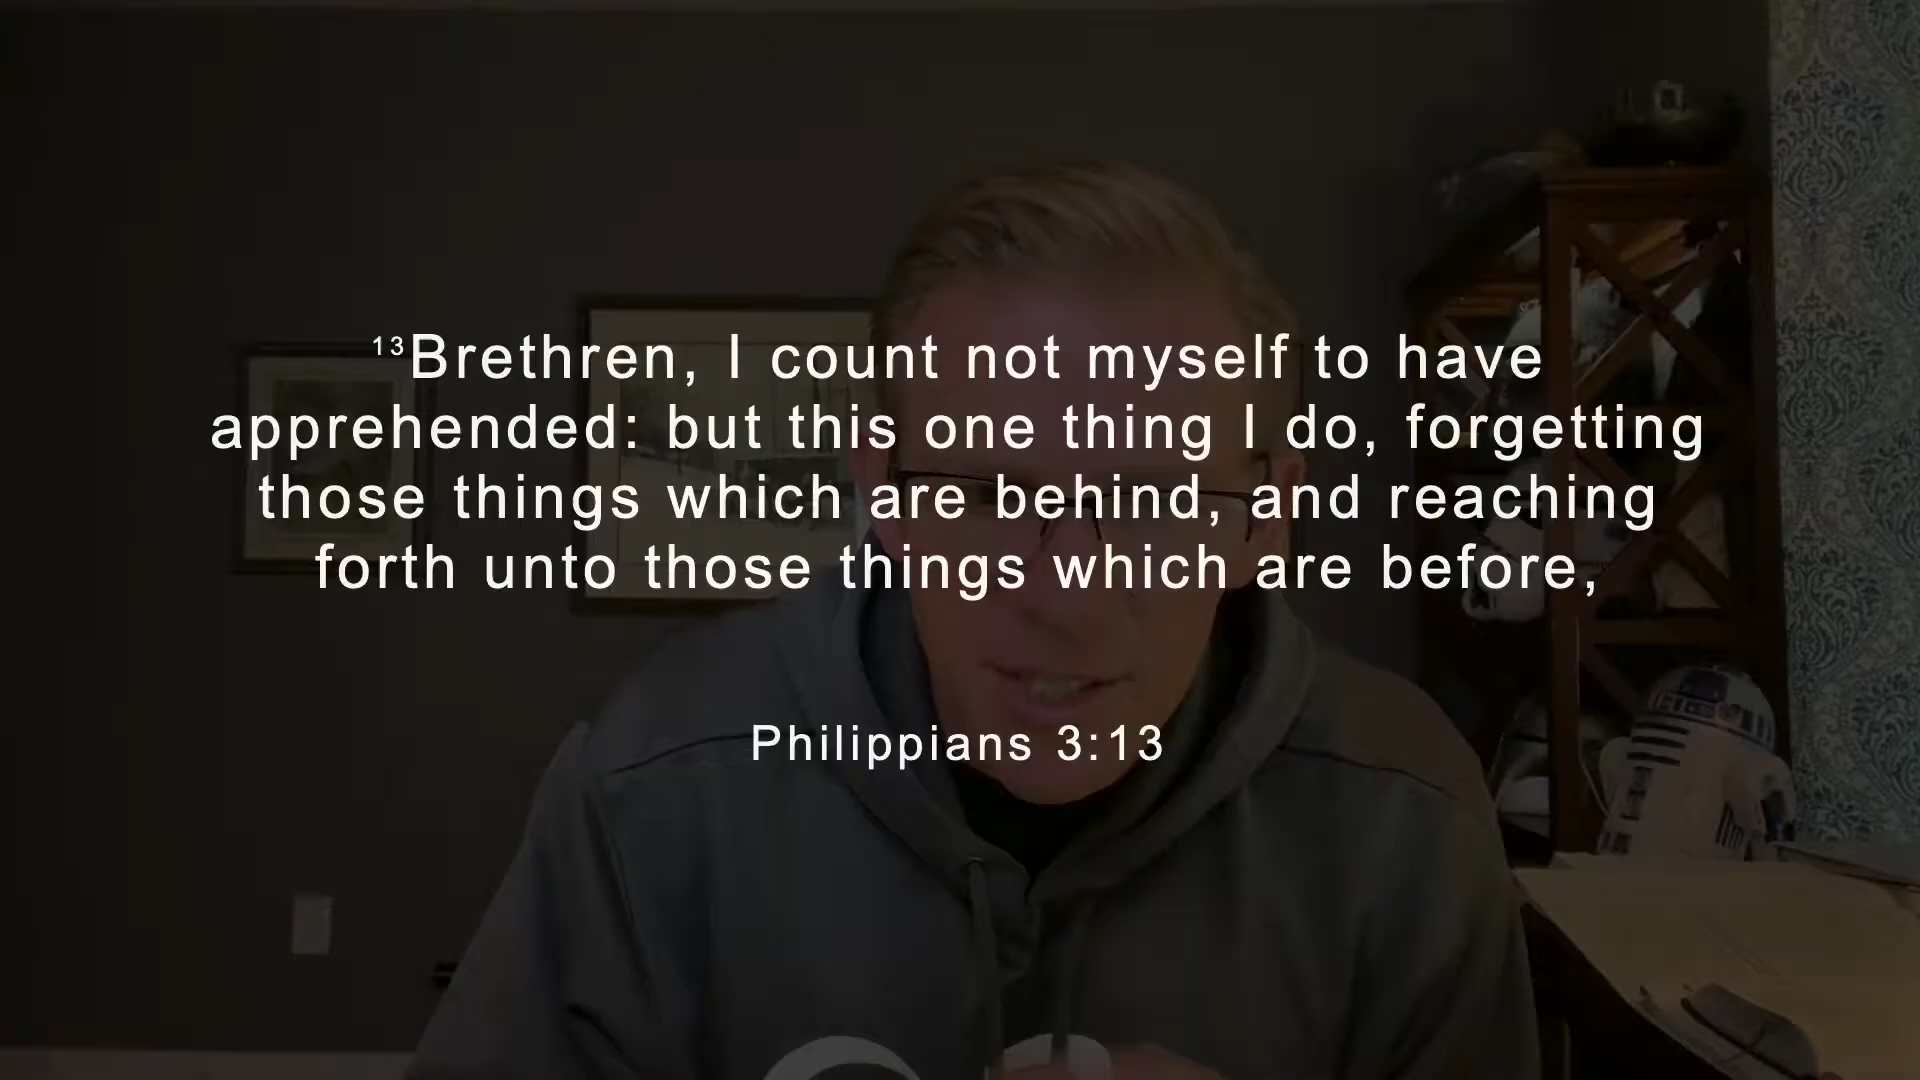 13Brethren, I count not myself to have
apprehended: but this one thing I do, forgetting
those things which are behind, and reaching
forth unto those things which are before,
Philippians 3:13